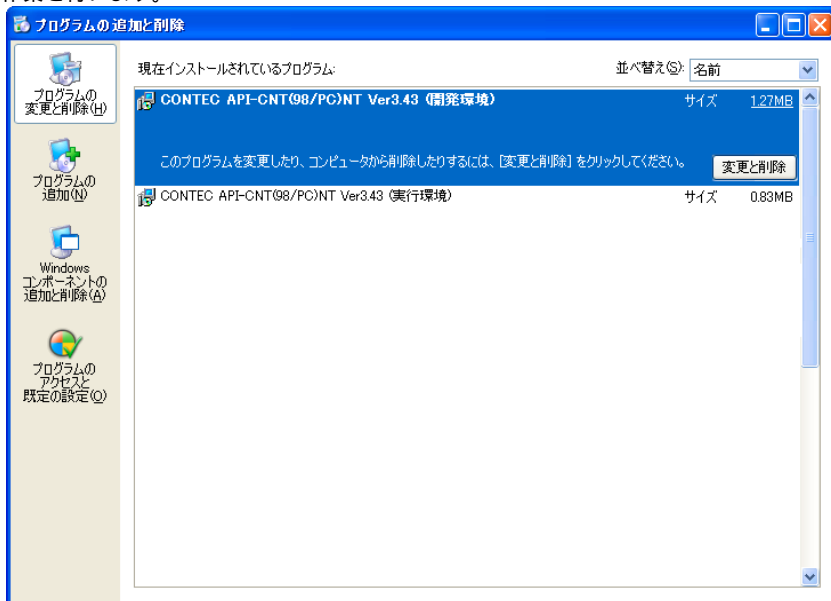 プログラムの追加と削除
現在インストールされているプログラム:
並べ替え(S): 名前
プログラムの
変更と削除(H)
プログラムの
追加(N)
Windows
コンポーネントの
追加と削除(A)
プログラムの
アクセスと
既定の設定(O)
CONTEC API-CNT(98/PC)NT Ver3.43 (開発環境)
サイズ 1.27MB
このプログラムを変更したり、コンピュータから削除したりするには、[変更と削除] をクリックしてください。
変更と削除
CONTEC API-CNT(98/PC)NT Ver3.43 (実行環境)
サイズ 0.83MB